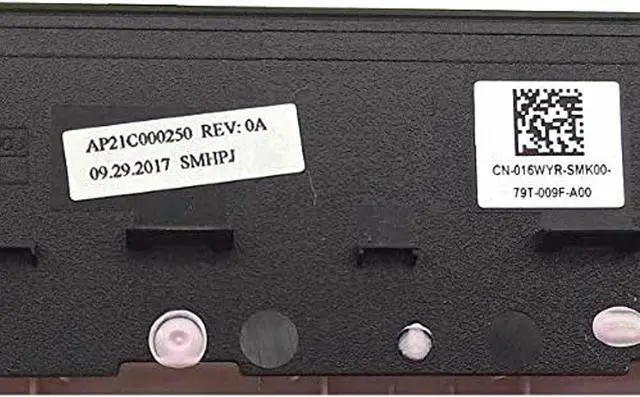 AP21C000250 REV: 0A
09.29.2017 SMHPJ
CN-016WYR-SMK00-
79T-009F-A00